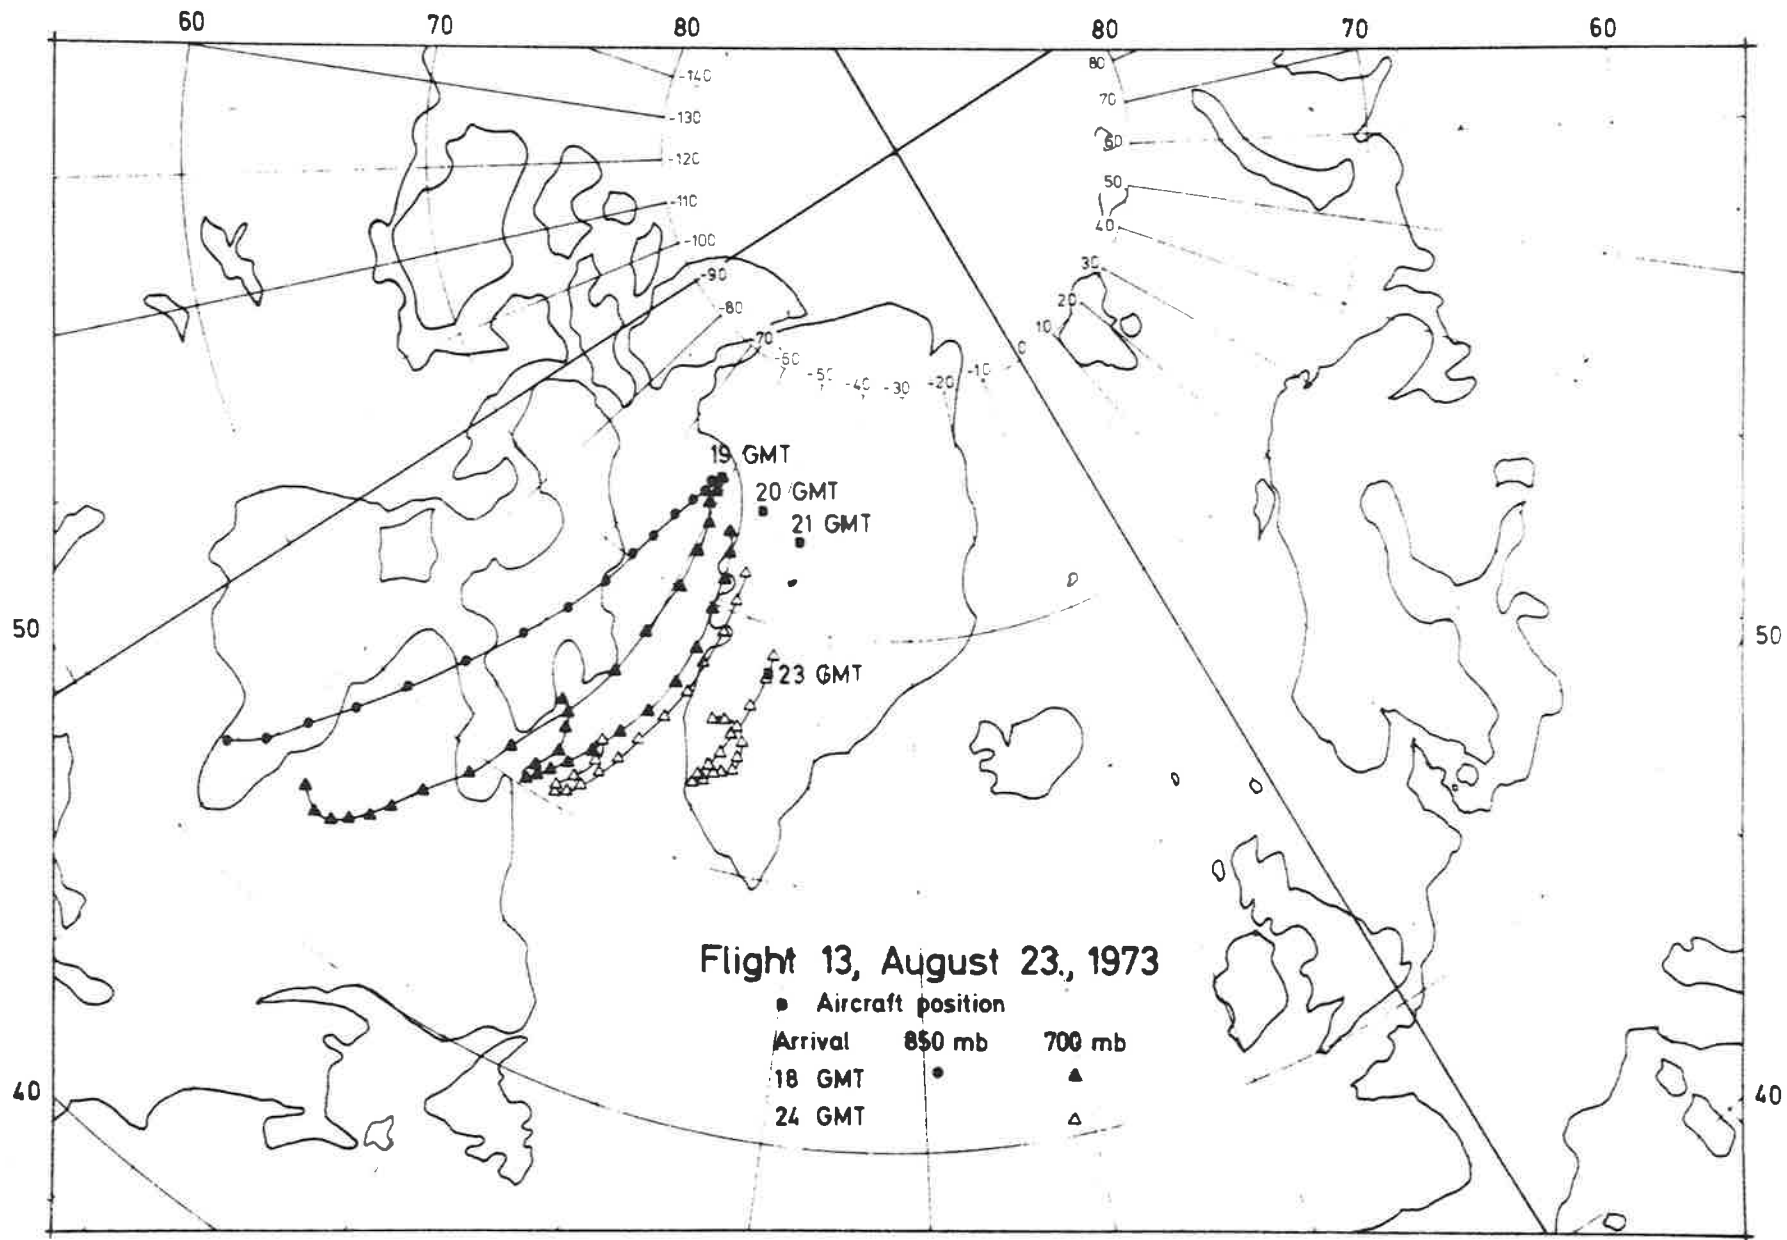 60 70 80 80 70 60
-140
-130
-120
-110
-100
-90
-80
-70
-60
-50
-40
-30
-20
-10
0
10
20
30
40
50
60
70
80
19 GMT
20 GMT
21 GMT
23 GMT
50 50
40 40
Flight 13, August 23., 1973
Aircraft position
Arrival 850 mb 700 mb
18 GMT
24 GMT